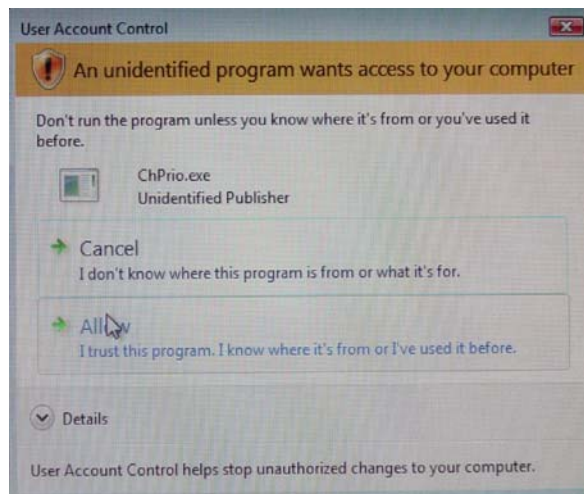 User Account Control
An unidentified program wants access to your computer
Don't run the program unless you know where it's from or you've used it
before.
ChPrio.exe
Unidentified Publisher
Cancel
I don't know where this program is from or what it's for.
Allow
I trust this program. I know where it's from or I've used it before.
Details
User Account Control helps stop unauthorized changes to your computer.